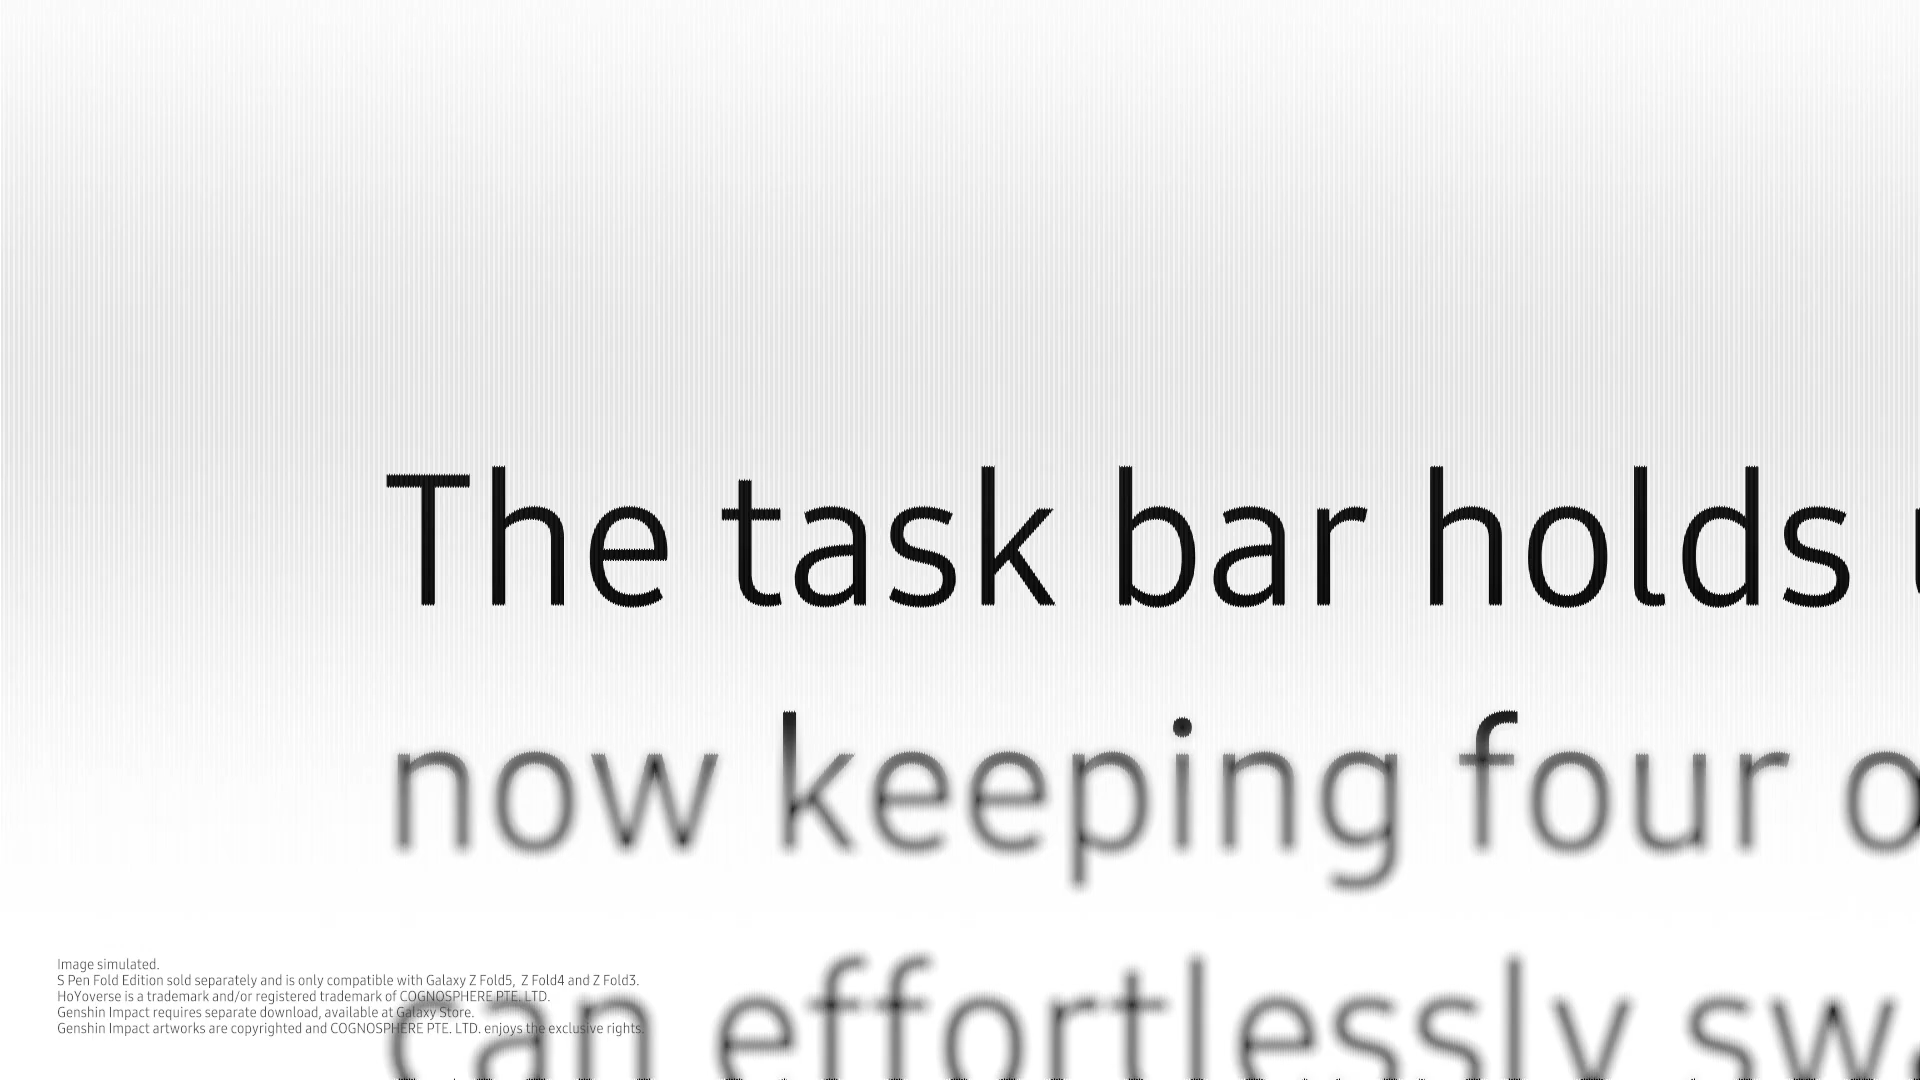 The task bar holds
now keeping four
can effortlessly
Image simulated.
S Pen Fold Edition sold separately and is only compatible with Galaxy Z Fold5, Z Fold4 and Z Fold3.
HoYoverse is a trademark and/or registered trademark of COGNOSPHERE PTE. LTD.
Genshin Impact requires separate download, available at Galaxy Store.
Genshin Impact artworks are copyrighted and COGNOSPHERE PTE. LTD. enjoys the exclusive rights.